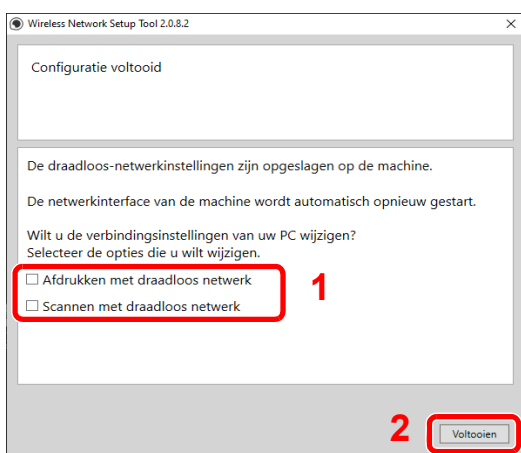 Wireless Network Setup Tool 2.0.8.2
Configuratie voltooid
De draadloos-netwerkinstellingen zijn opgeslagen op de machine.
De netwerkinterface van de machine wordt automatisch opnieuw gestart.
Wilt u de verbindingsinstellingen van uw PC wijzigen?
Selecteer de opties die u wilt wijzigen.
Afdrukken met draadloos netwerk
1
Scannen met draadloos netwerk
2
Voltooien